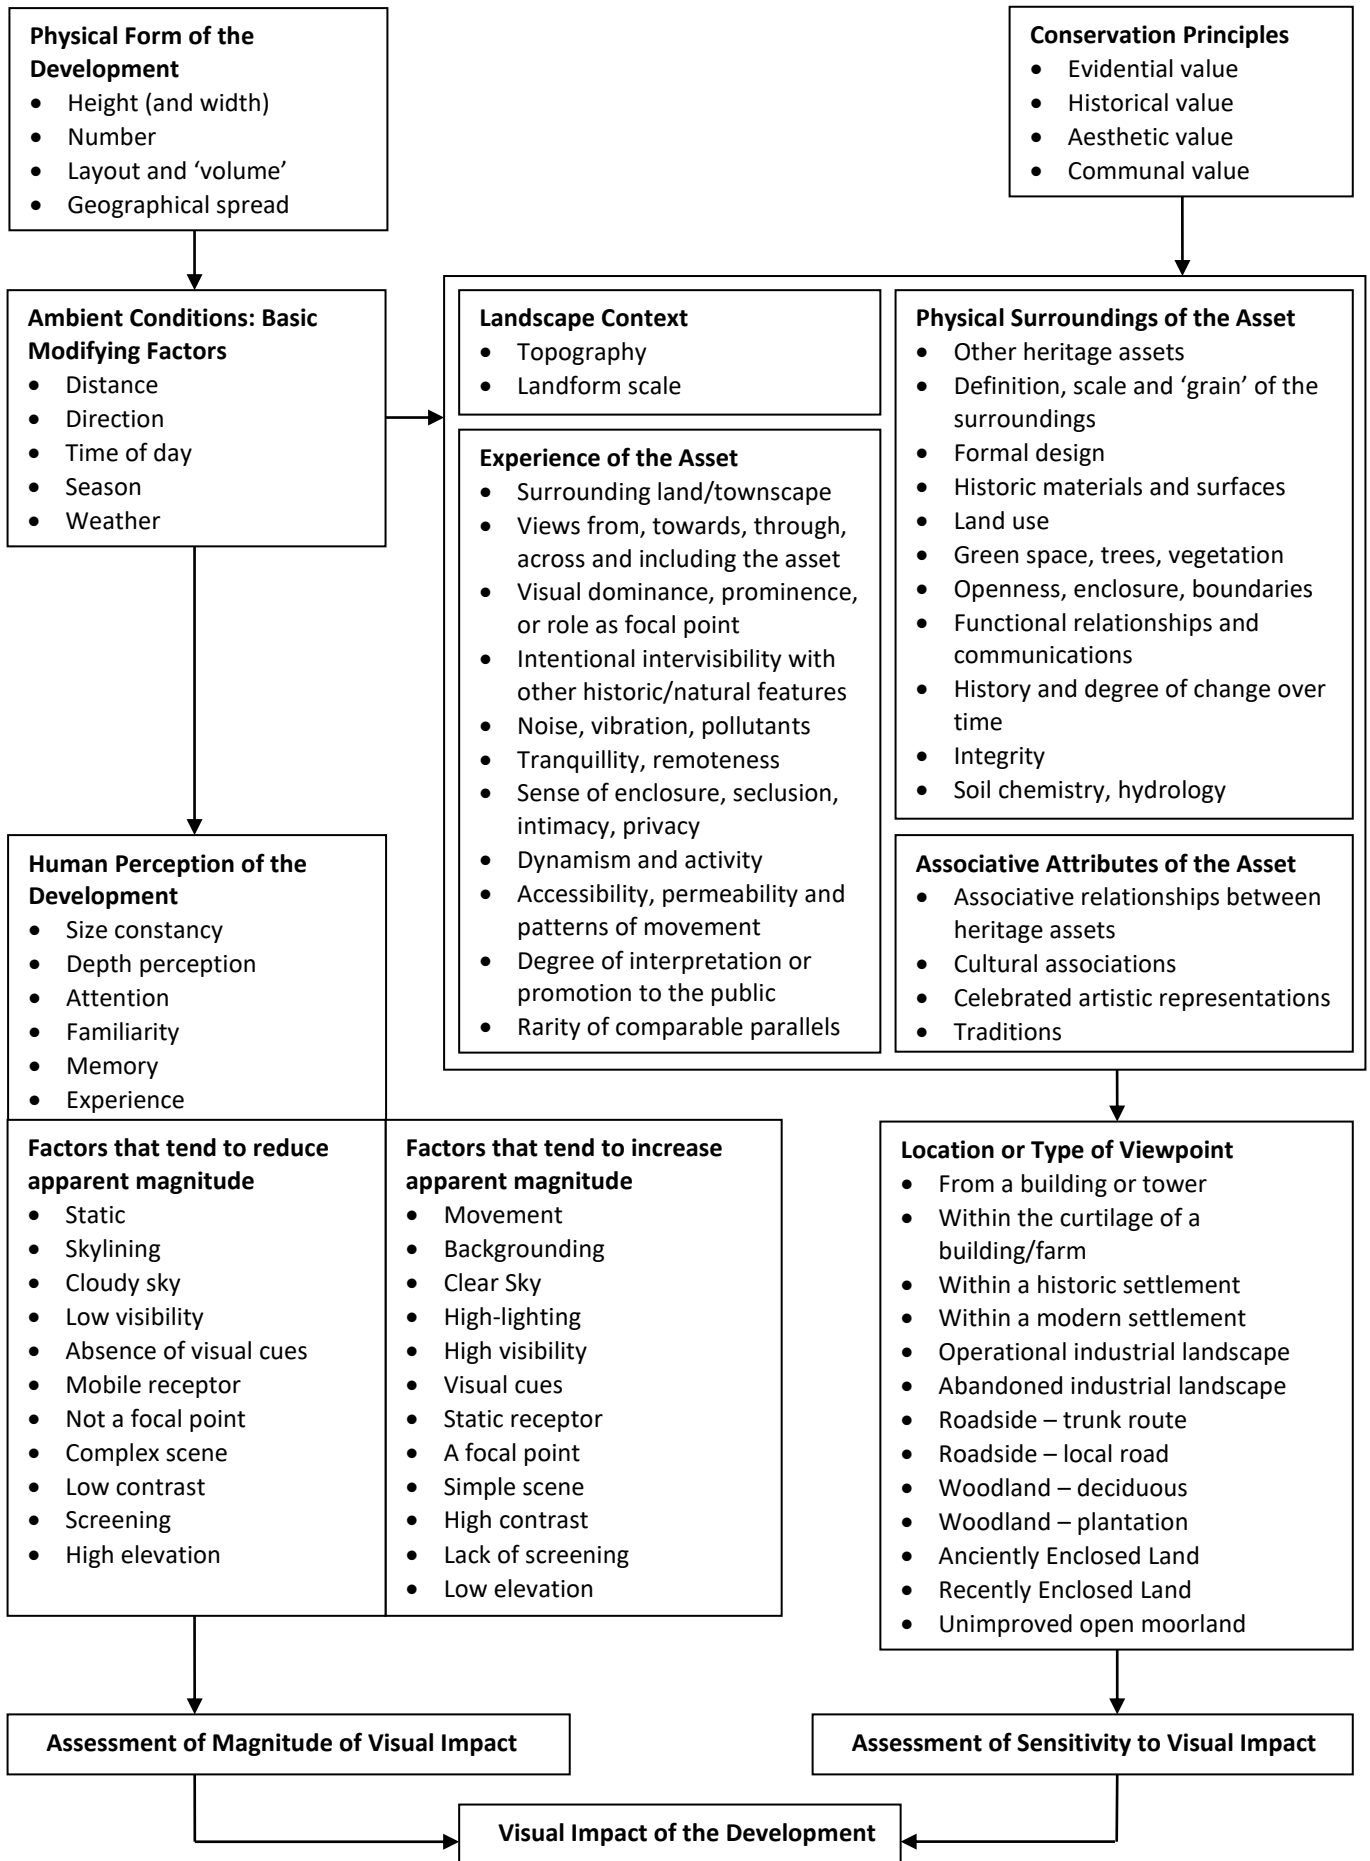 Physical Form of the
Development
• Height (and width)
• Number
• Layout and ‘volume’
• Geographical spread
Conservation Principles
• Evidential value
• Historical value
• Aesthetic value
• Communal value
Ambient Conditions: Basic
Modifying Factors
• Distance
• Direction
• Time of day
• Season
• Weather
Landscape Context
• Topography
• Landform scale
Experience of the Asset
• Surrounding land/townscape
• Views from, towards, through,
across and including the asset
• Visual dominance, prominence,
or role as focal point
• Intentional intervisibility with
other historic/natural features
• Noise, vibration, pollutants
• Tranquillity, remoteness
• Sense of enclosure, seclusion,
intimacy, privacy
• Dynamism and activity
• Accessibility, permeability and
patterns of movement
• Degree of interpretation or
promotion to the public
• Rarity of comparable parallels
Physical Surroundings of the Asset
• Other heritage assets
• Definition, scale and ‘grain’ of the
surroundings
• Formal design
• Historic materials and surfaces
• Land use
• Green space, trees, vegetation
• Openness, enclosure, boundaries
• Functional relationships and
communications
• History and degree of change over
time
• Integrity
• Soil chemistry, hydrology
Associative Attributes of the Asset
• Associative relationships between
heritage assets
• Cultural associations
• Celebrated artistic representations
• Traditions
Human Perception of the
Development
• Size constancy
• Depth perception
• Attention
• Familiarity
• Memory
• Experience
Factors that tend to reduce
apparent magnitude
• Static
• Skylining
• Cloudy sky
• Low visibility
• Absence of visual cues
• Mobile receptor
• Not a focal point
• Complex scene
• Low contrast
• Screening
• High elevation
Factors that tend to increase
apparent magnitude
• Movement
• Backgrounding
• Clear Sky
• High-lighting
• High visibility
• Visual cues
• Static receptor
• A focal point
• Simple scene
• High contrast
• Lack of screening
• Low elevation
Location or Type of Viewpoint
• From a building or tower
• Within the curtilage of a
building/farm
• Within a historic settlement
• Within a modern settlement
• Operational industrial landscape
• Abandoned industrial landscape
• Roadside – trunk route
• Roadside – local road
• Woodland – deciduous
• Woodland – plantation
• Anciently Enclosed Land
• Recently Enclosed Land
• Unimproved open moorland
Assessment of Magnitude of Visual Impact
Assessment of Sensitivity to Visual Impact
Visual Impact of the Development